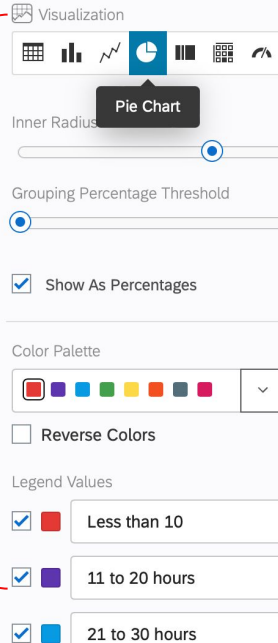 Visualization
Pie Chart
Inner Radius
Grouping Percentage Threshold
Show As Percentages
Color Palette
Reverse Colors
Legend Values
Less than 10
11 to 20 hours
21 to 30 hours